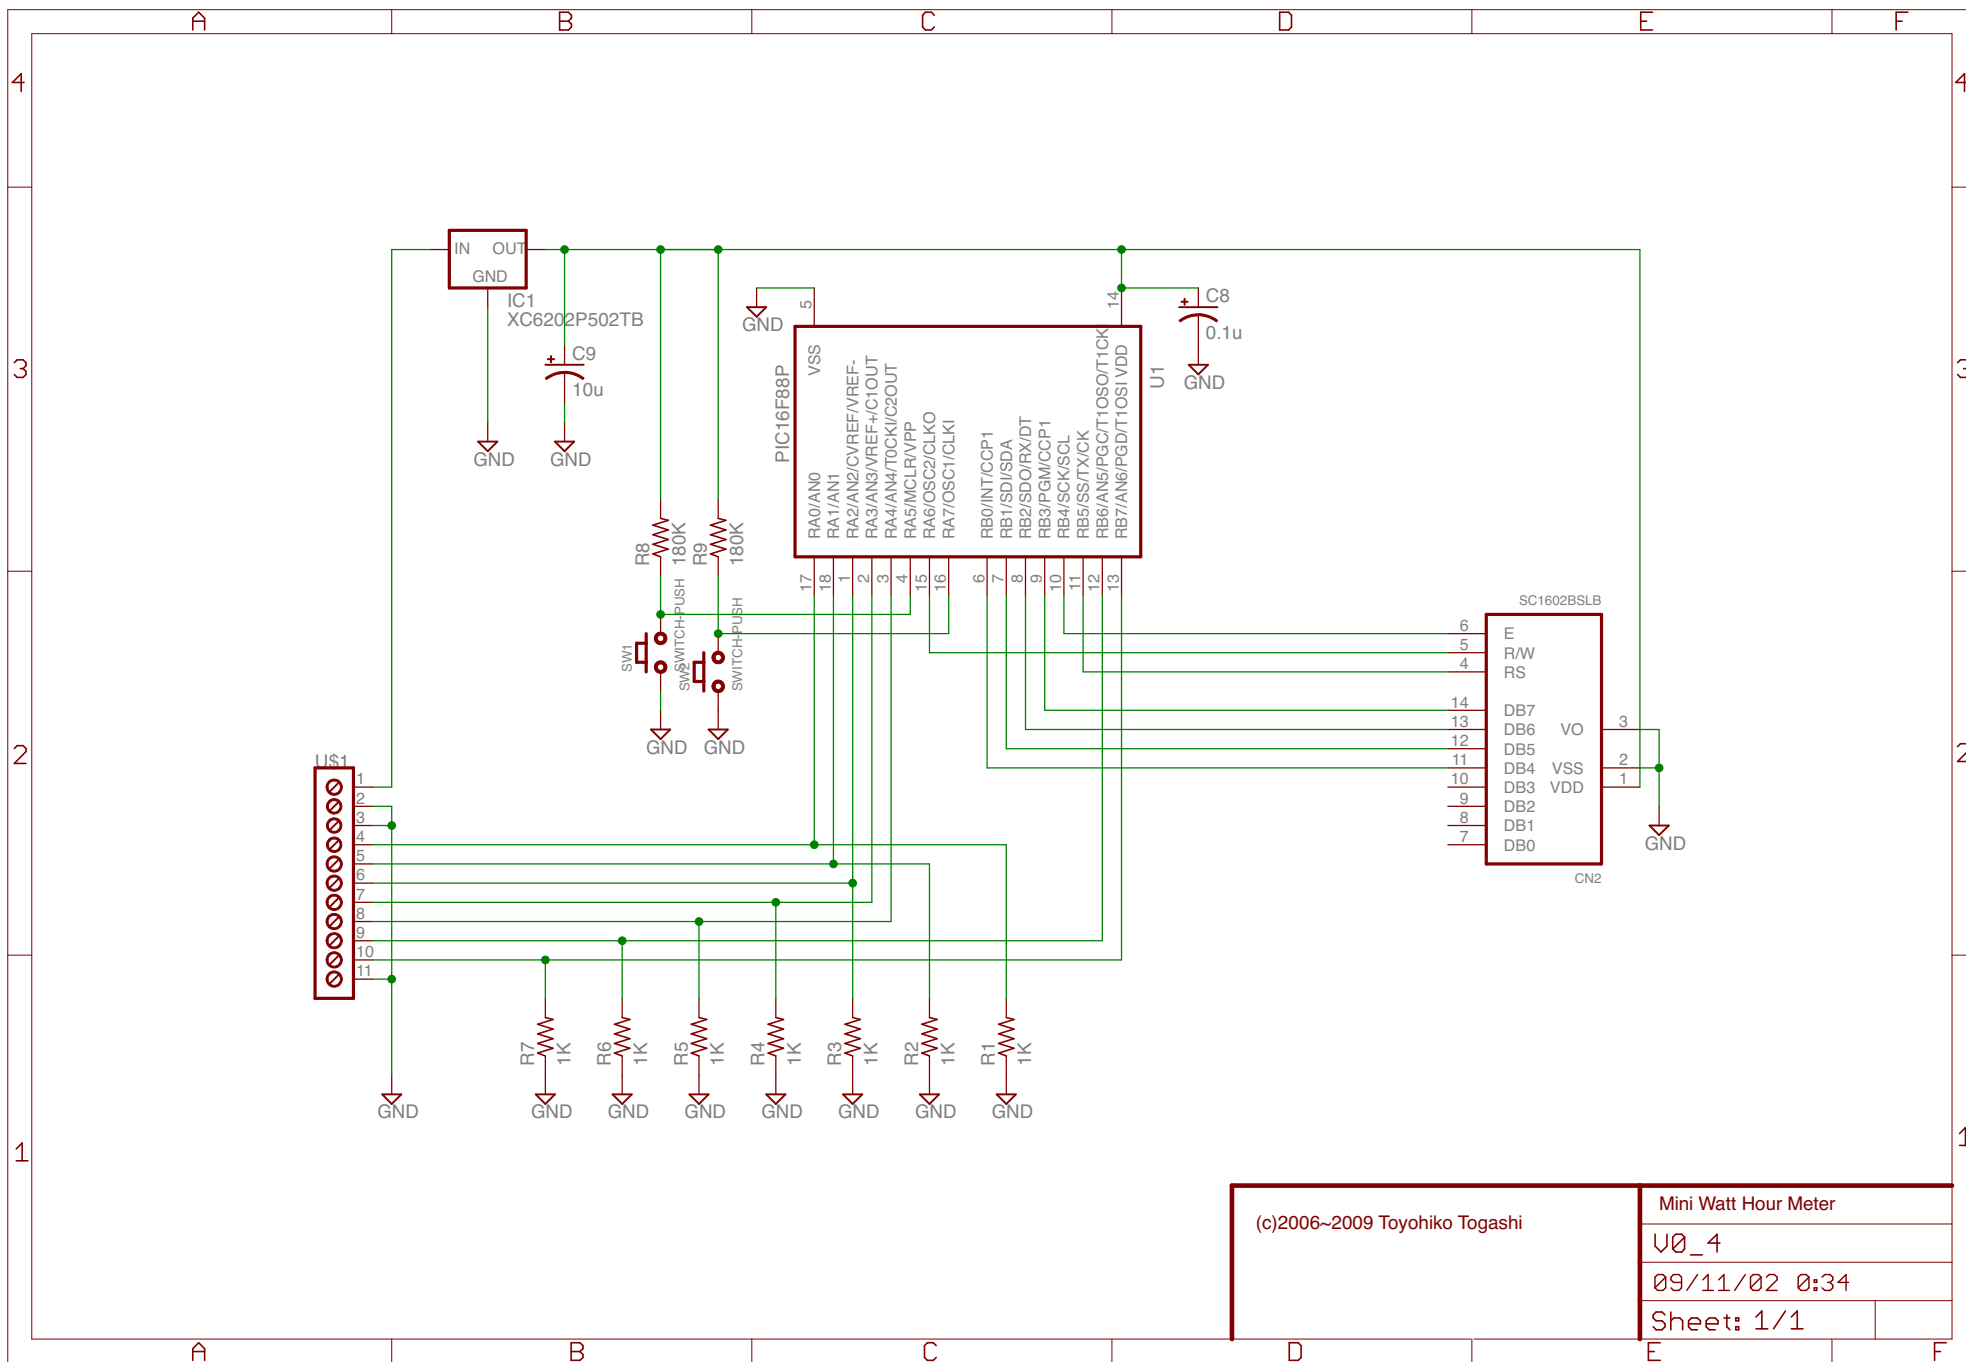 A B C D E F
4 4
3 3
2 2
1 1
A B C D E F
IN OUT
GND
IC1
XC6202P502TB
C9
10u
GND
GND
R8
180K
R9
180K
SW1
SWITCH-PUSH
SW2
SWITCH-PUSH
GND
GND
GND
5
14
C8
0.1u
GND
PIC16F88P
U1
VSS
VDD
RA0/AN0
RA1/AN1
RA2/AN2/CVREF/VREF-
RA3/AN3/VREF+/C1OUT
RA4/AN4/T0CKI/C2OUT
RA5/MCLR/VPP
RA6/OSC2/CLKO
RA7/OSC1/CLKI
RB0/INT/CCP1
RB1/SDI/SDA
RB2/SDO/RX/DT
RB3/PGM/CCP1
RB4/SCK/SCL
RB5/SS/TX/CK
RB6/AN5/PGC/T1OSO/T1CK
RB7/AN6/PGD/T1OSI
17 18 1 2 3 4 15 16 6 7 8 9 10 11 12 13
SC1602BSLB
6 E
5 R/W
4 RS
14 DB7
13 DB6 VO 3
12 DB5
11 DB4 VSS 2
10 DB3 VDD 1
9 DB2
8 DB1
7 DB0
CN2
GND
U$1
1
2
3
4
5
6
7
8
9
10
11
GND
R7
1K
GND
R6
1K
GND
R5
1K
GND
R4
1K
GND
R3
1K
GND
R2
1K
GND
R1
1K
GND
(c)2006~2009 Toyohiko Togashi
Mini Watt Hour Meter
V0_4
09/11/02 0:34
Sheet: 1/1